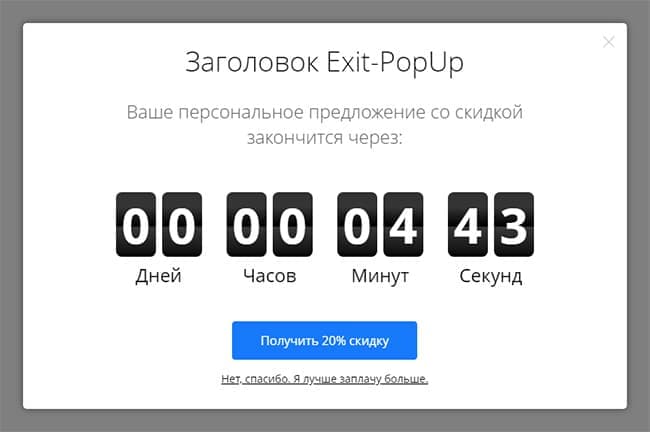 Заголовок Exit-PopUp
Ваше персональное предложение со скидкой
закончится через:
00 00 04 43
Дней Часов Минут Секунд
Получить 20% скидку
Нет, спасибо. Я лучше заплачу больше.